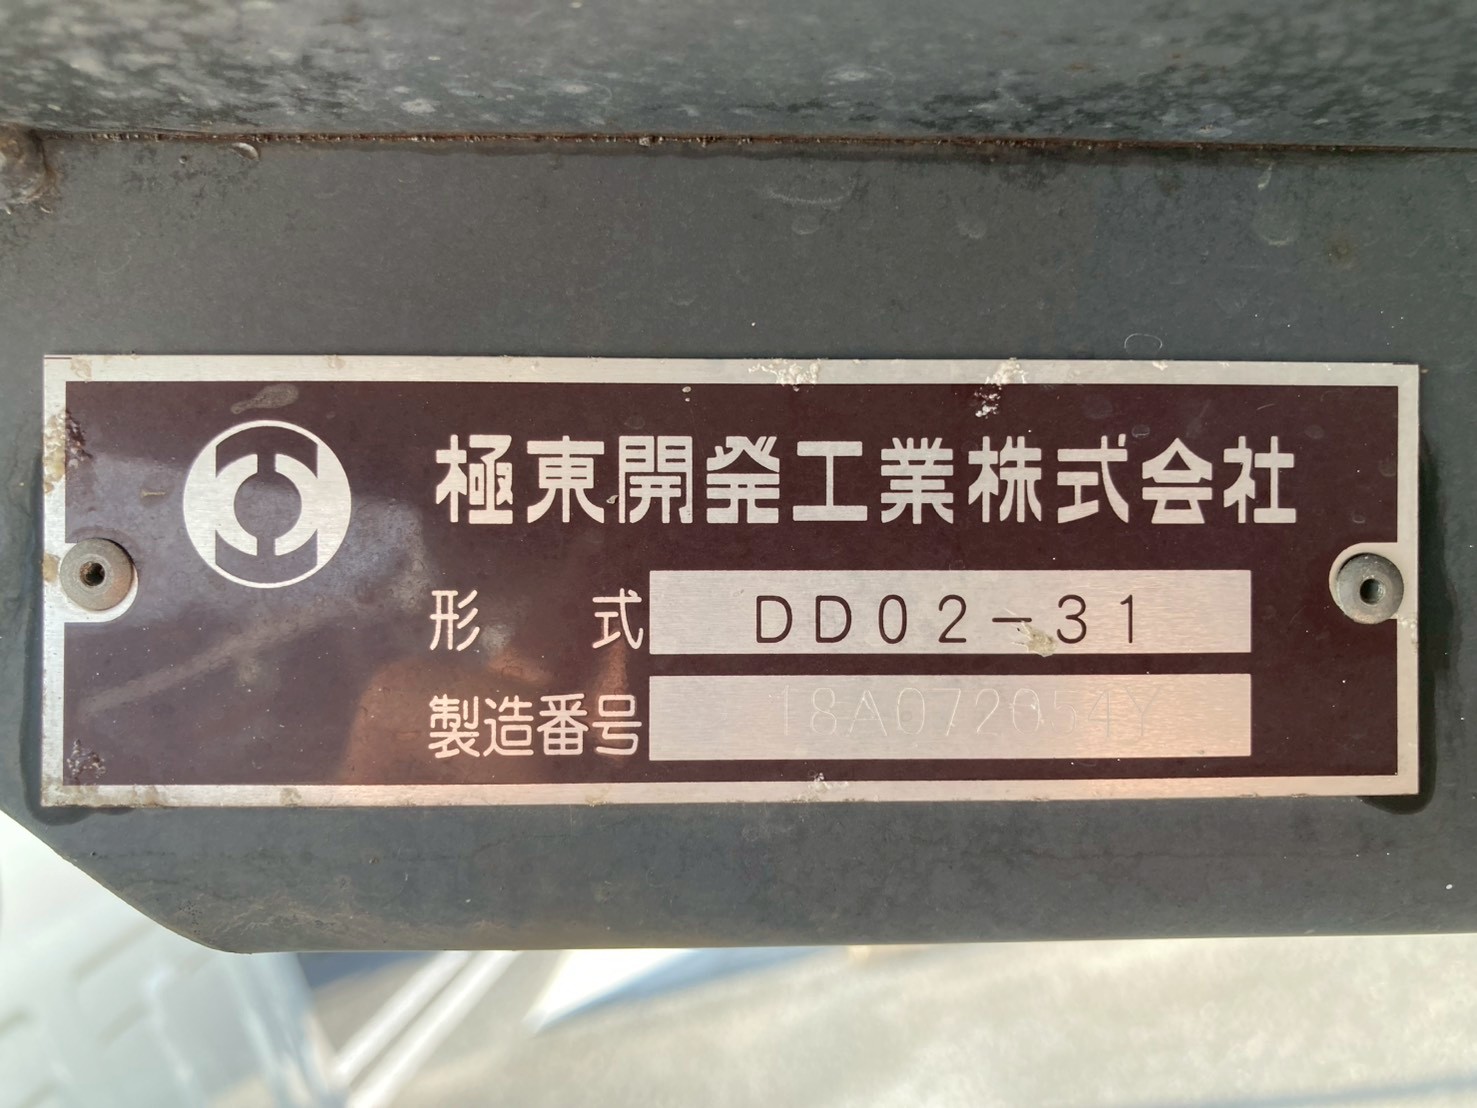 極東開発工業株式会社
形式 DD02-31
製造番号 18A072054Y